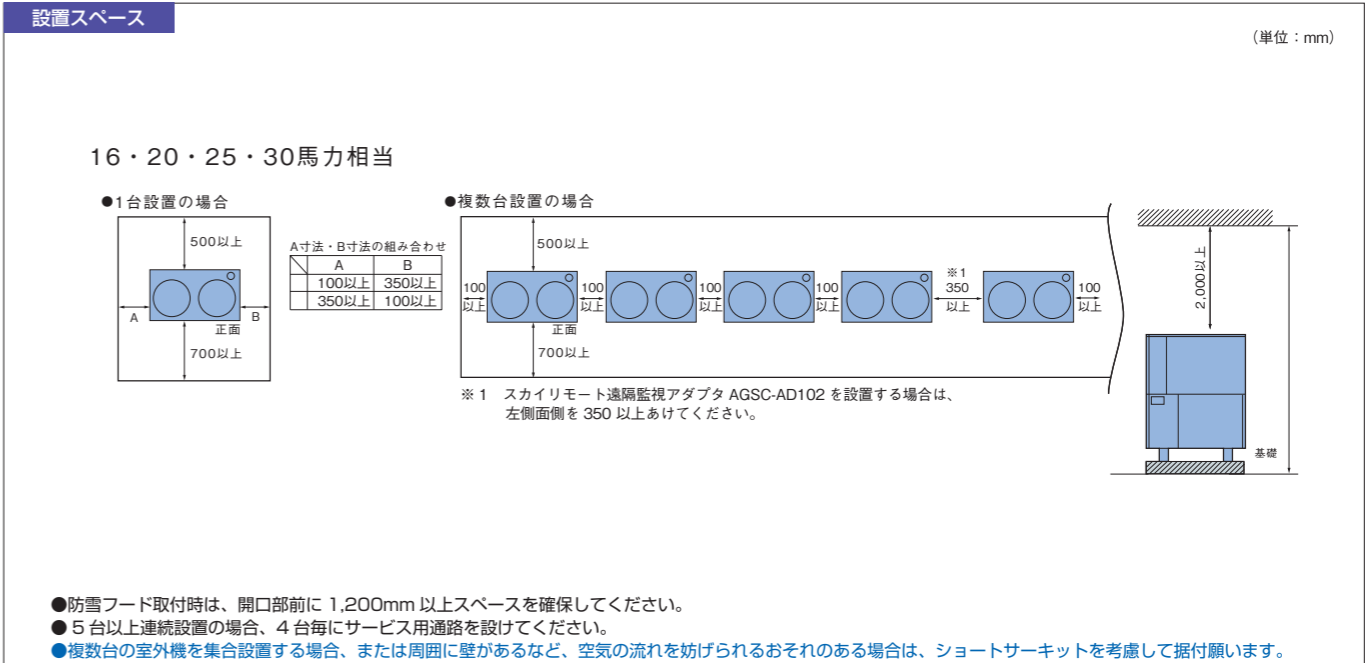 設置スペース
（単位：mm）
16・20・25・30馬力相当
●1台設置の場合
500以上
A
B
正面
700以上
A寸法・B寸法の組み合わせ
A B
100以上 350以上
350以上 100以上
●複数台設置の場合
500以上
100
以上
100
以上
100
以上
100
以上
※1
350
以上
100
以上
正面
700以上
※1 スカイリモート遠隔監視アダプタ AGSC-AD102 を設置する場合は、
左側面側を 350 以上あけてください。
2,000以上
基礎
●防雪フード取付時は、開口部前に 1,200mm 以上スペースを確保してください。
●５台以上連続設置の場合、４台毎にサービス用通路を設けてください。
●複数台の室外機を集合設置する場合、または周囲に壁があるなど、空気の流れを妨げられるおそれのある場合は、ショートサーキットを考慮して据付願います。